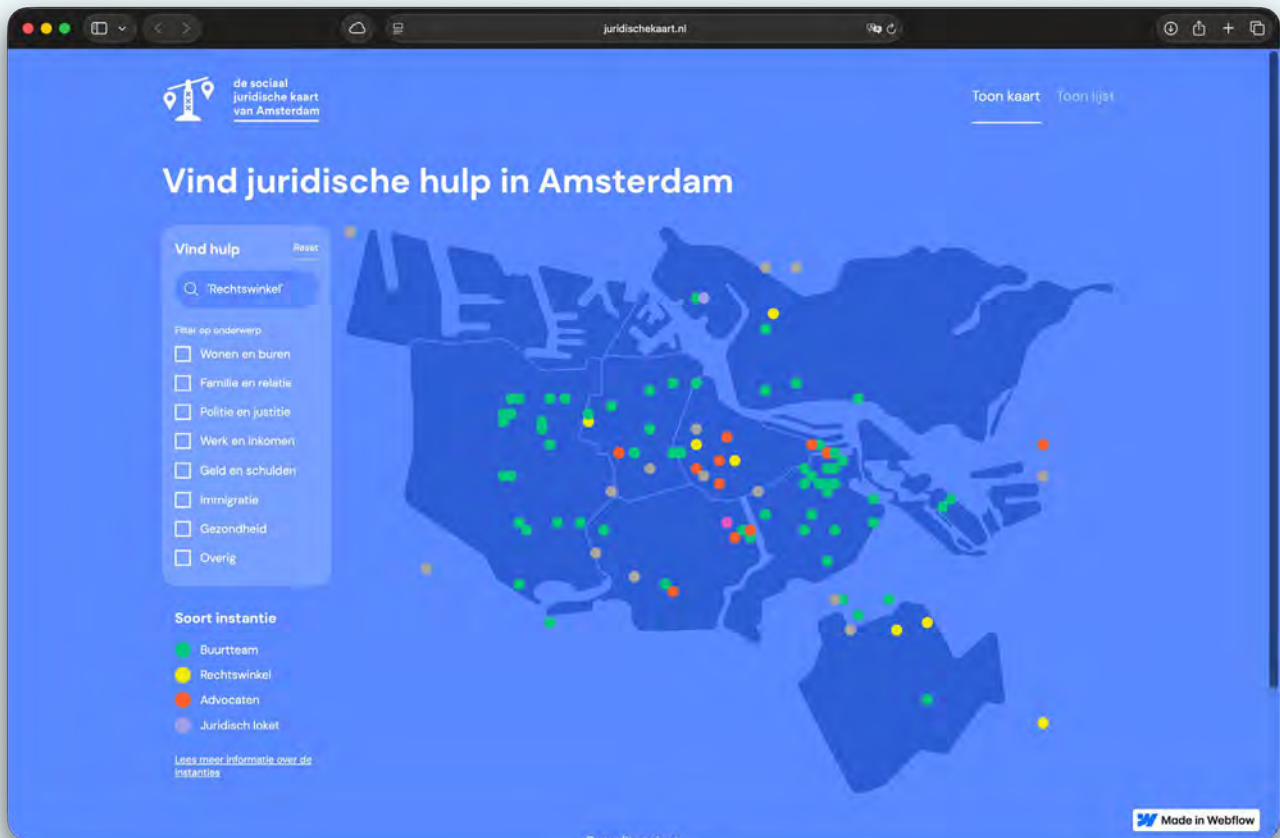 juridischekaart.nl
de sociaal
juridische kaart
van Amsterdam
Toon kaart
Toon lijst
Vind juridische hulp in Amsterdam
Vind hulp
Reset
'Rechtswinkel'
Filter op onderwerp
Wonen en buren
Familie en relatie
Politie en justitie
Werk en inkomen
Geld en schulden
Immigratie
Gezondheid
Overig
Soort instantie
Buurtteam
Rechtswinkel
Advocaten
Juridisch loket
Lees meer informatie over de
instanties
Made in Webflow